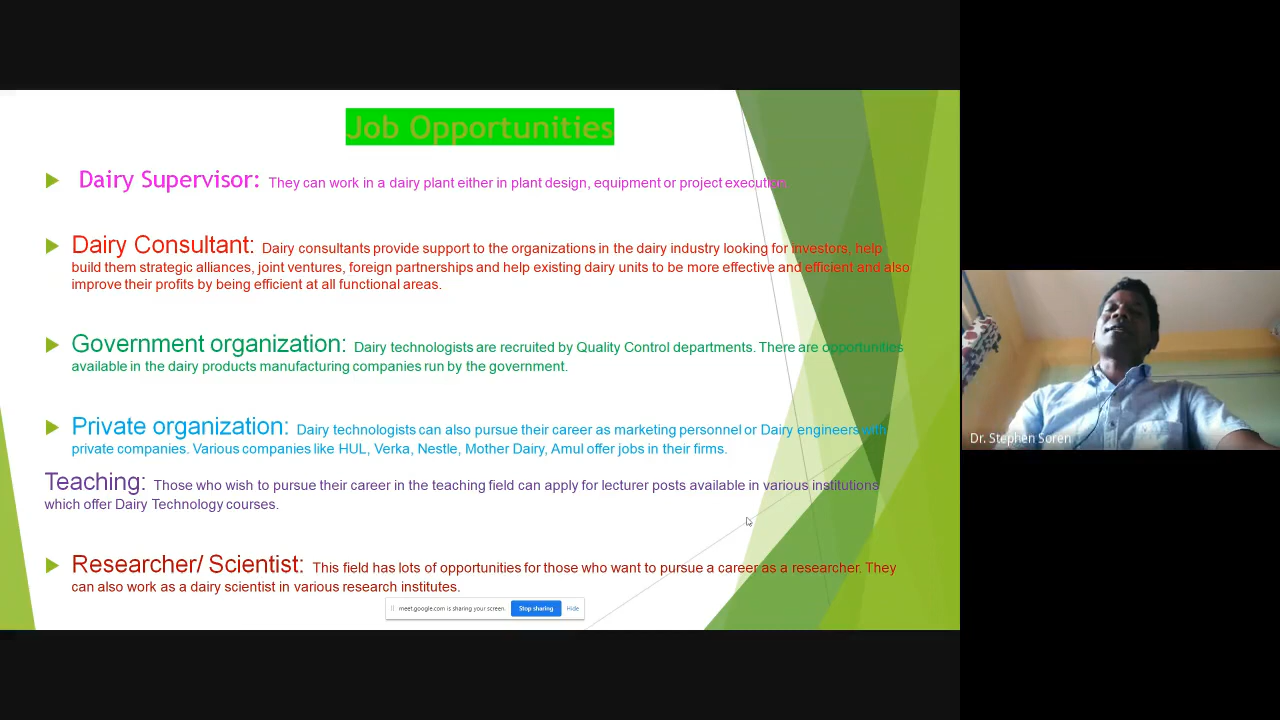 Job Opportunities
Dairy Supervisor: They can work in a dairy plant either in plant design, equipment or project execution.
Dairy Consultant: Dairy consultants provide support to the organizations in the dairy industry looking for investors, help
build them strategic alliances, joint ventures, foreign partnerships and help existing dairy units to be more effective and efficient and also
improve their profits by being efficient at all functional areas.
Government organization: Dairy technologists are recruited by Quality Control departments. There are opportunities
available in the dairy products manufacturing companies run by the government.
Private organization: Dairy technologists can also pursue their career as marketing personnel or Dairy engineers with
private companies. Various companies like HUL, Verka, Nestle, Mother Dairy, Amul offer jobs in their firms.
Teaching: Those who wish to pursue their career in the teaching field can apply for lecturer posts available in various institutions
which offer Dairy Technology courses.
Researcher/ Scientist: This field has lots of opportunities for those who want to pursue a career as a researcher. They
can also work as a dairy scientist in various research institutes.
meet.google.com is sharing your screen. Stop sharing Hide
Dr. Stephen Soren